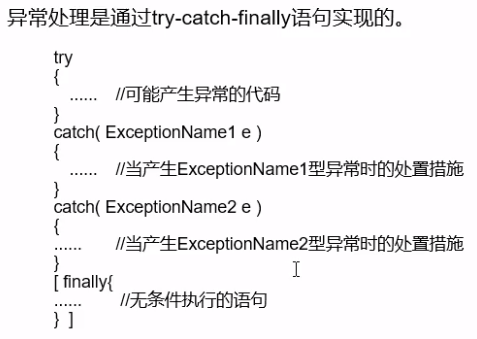 异常处理是通过try-catch-finally语句实现的。
try
{
...... //可能产生异常的代码
}
catch( ExceptionName1 e )
{
...... //当产生ExceptionName1型异常时的处置措施
}
catch( ExceptionName2 e )
{
...... //当产生ExceptionName2型异常时的处置措施
}
[ finally{
...... //无条件执行的语句
} ]